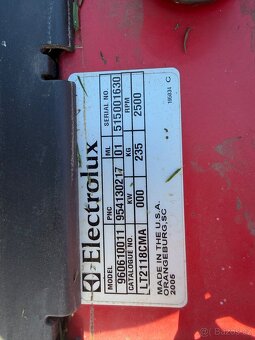 Electrolux
MODEL PNC ML SERIAL NO.
960610011 954130217 01 515001630
CATALOGUE NO. KW KG RPM
LT2118CMA 000 235 2500
MADE IN THE U.S.A.
ORANGEBURG, SC
2005